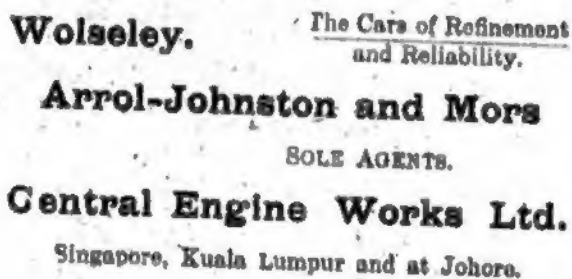 Wolseley.
The Cars of Refinement
and Reliability.
Arrol-Johnston and Mors
SOLE AGENTS.
Central Engine Works Ltd.
Singapore, Kuala Lumpur and at Johore.